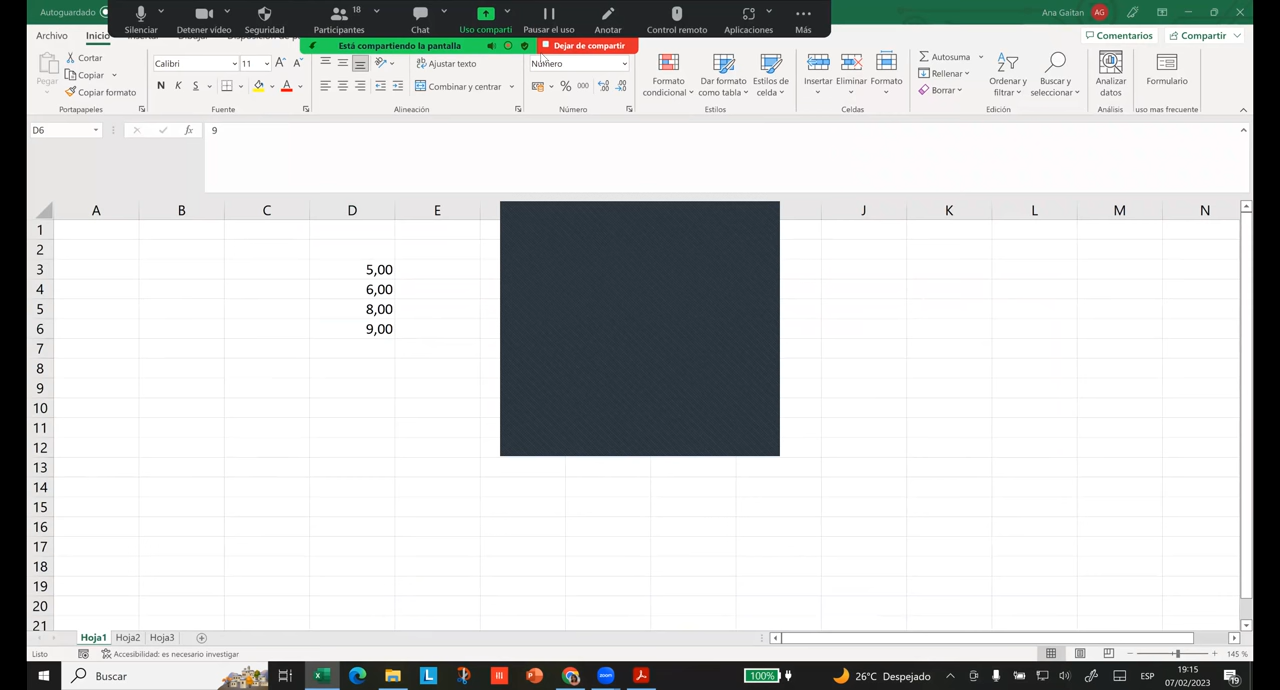 Autoguardado
Ana Gaitan
AG
Silenciar
Detener video
Seguridad
18
Participantes
Chat
Uso comparti
Pausar el uso
Anotar
Control remoto
Aplicaciones
Más
Está compartiendo la pantalla
Dejar de compartir
Archivo
Inicio
Comentarios
Compartir
Pegar
Cortar
Copiar
Copiar formato
Portapapeles
Calibri
11
N K S
Fuente
Ajustar texto
Combinar y centrar
Alineación
Número
% 000
Número
Formato condicional
Dar formato como tabla
Estilos de celda
Estilos
Insertar
Eliminar
Formato
Celdas
Autosuma
Rellenar
Borrar
Ordenar y filtrar
Buscar y seleccionar
Edición
Analizar datos
Análisis
Formulario
uso mas frecuente
D6
fx
9
A B C D E J K L M N
1
2
3 5,00
4 6,00
5 8,00
6 9,00
7
8
9
10
11
12
13
14
15
16
17
18
19
20
21
Hoja1 Hoja2 Hoja3
Listo
Accesibilidad: es necesario investigar
145 %
Buscar
100%
26°C Despejado
ESP
19:15
07/02/2023
19